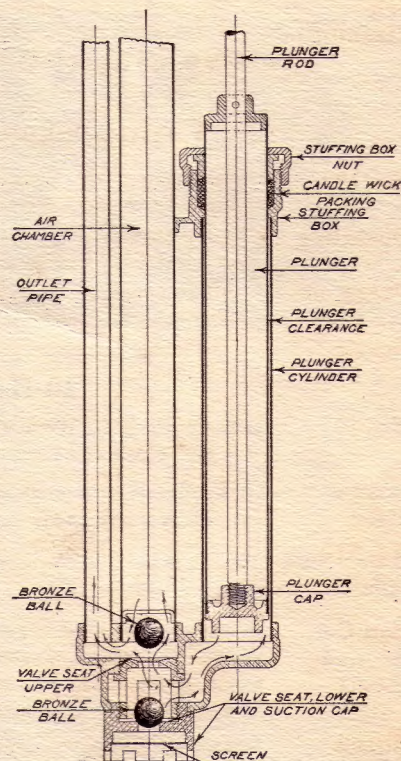 PLUNGER
ROD
STUFFING BOX
NUT
CANDLE WICK
PACKING
STUFFING
BOX
AIR
CHAMBER
PLUNGER
OUTLET
PIPE
PLUNGER
CLEARANCE
PLUNGER
CYLINDER
BRONZE
BALL
PLUNGER
CAP
VALVE SEAT
UPPER
BRONZE
BALL
VALVE SEAT, LOWER
AND SUCTION CAP
SCREEN